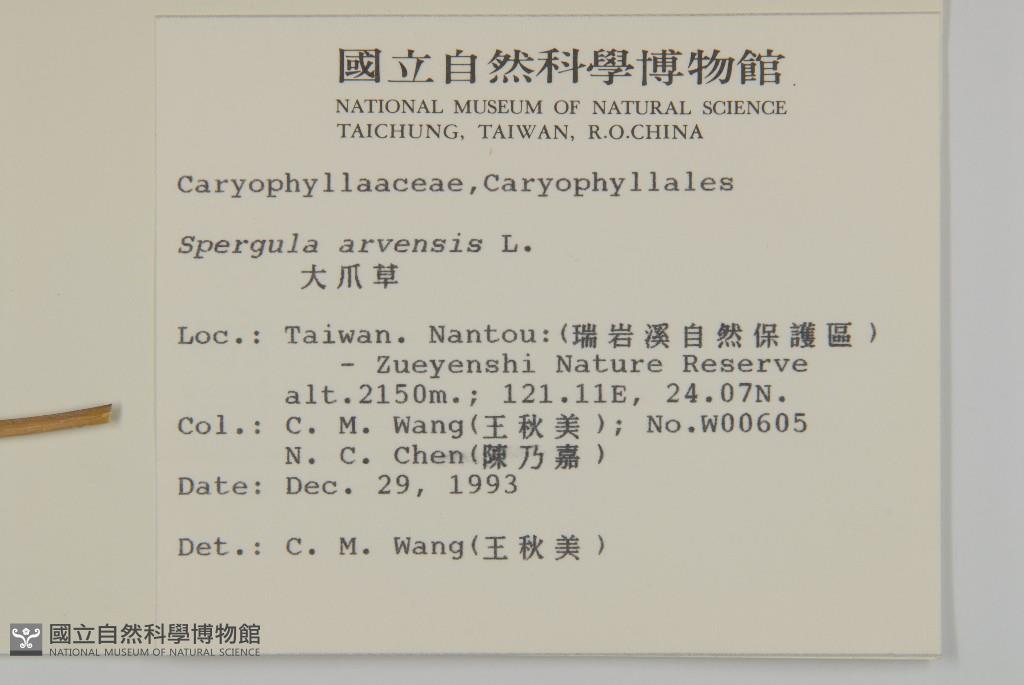 國立自然科學博物館
NATIONAL MUSEUM OF NATURAL SCIENCE
TAICHUNG, TAIWAN, R.O.CHINA
Caryophyllaaceae,Caryophyllales
Spergula arvensis L.
大爪草
Loc.: Taiwan. Nantou:(瑞岩溪自然保護區)
- Zueyenshi Nature Reserve
alt.2150m.; 121.11E, 24.07N.
Col.: C. M. Wang(王秋美); No.W00605
N. C. Chen(陳乃嘉)
Date: Dec. 29, 1993
Det.: C. M. Wang(王秋美)
國立自然科學博物館
NATIONAL MUSEUM OF NATURAL SCIENCE